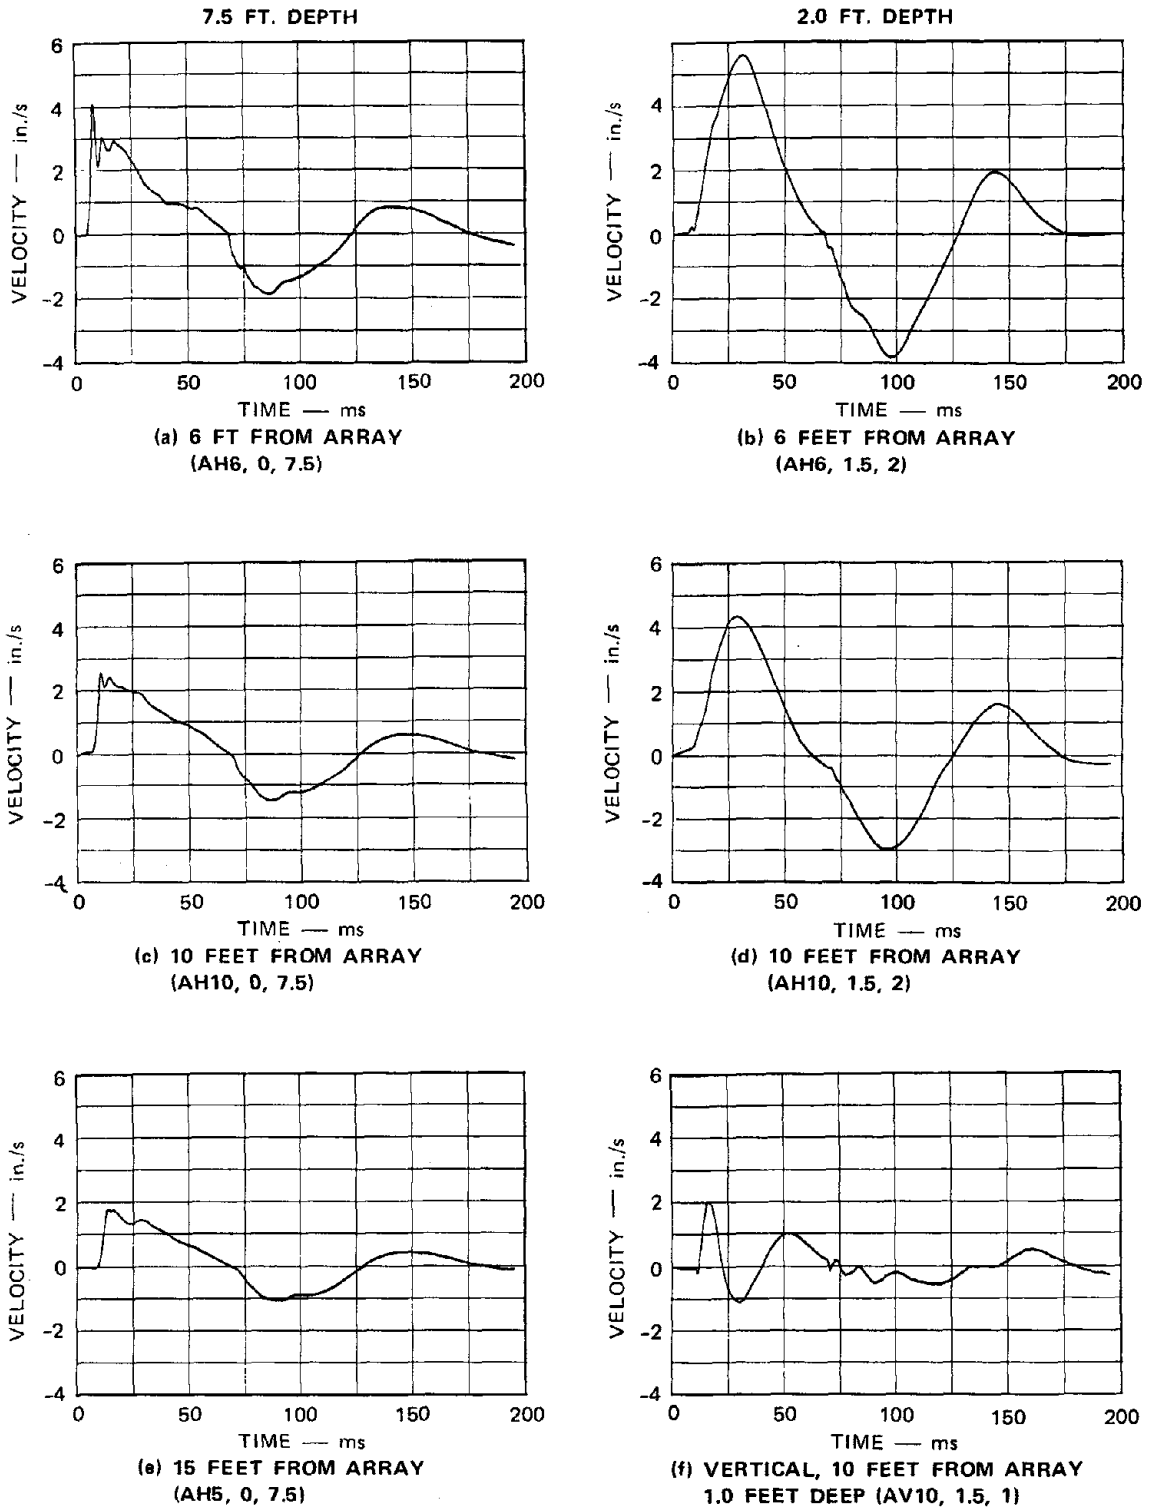 7.5 FT. DEPTH
2.0 FT. DEPTH
6
4
2
0
-2
-4
VELOCITY — in./s
0 50 100 150 200
TIME — ms
(a) 6 FT FROM ARRAY
(AH6, 0, 7.5)
4
2
0
-2
-4
VELOCITY — in./s
0 50 100 150 200
TIME — ms
(b) 6 FEET FROM ARRAY
(AH6, 1.5, 2)
6
4
2
0
-2
-4
VELOCITY — in./s
0 50 100 150 200
TIME — ms
(c) 10 FEET FROM ARRAY
(AH10, 0, 7.5)
6
4
2
0
-2
-4
VELOCITY — in./s
0 50 100 150 200
TIME — ms
(d) 10 FEET FROM ARRAY
(AH10, 1.5, 2)
6
4
2
0
-2
-4
VELOCITY — in./s
0 50 100 150 200
TIME — ms
(e) 15 FEET FROM ARRAY
(AH5, 0, 7.5)
6
4
2
0
-2
-4
VELOCITY — in./s
0 50 100 150 200
TIME — ms
(f) VERTICAL, 10 FEET FROM ARRAY
1.0 FEET DEEP (AV10, 1.5, 1)